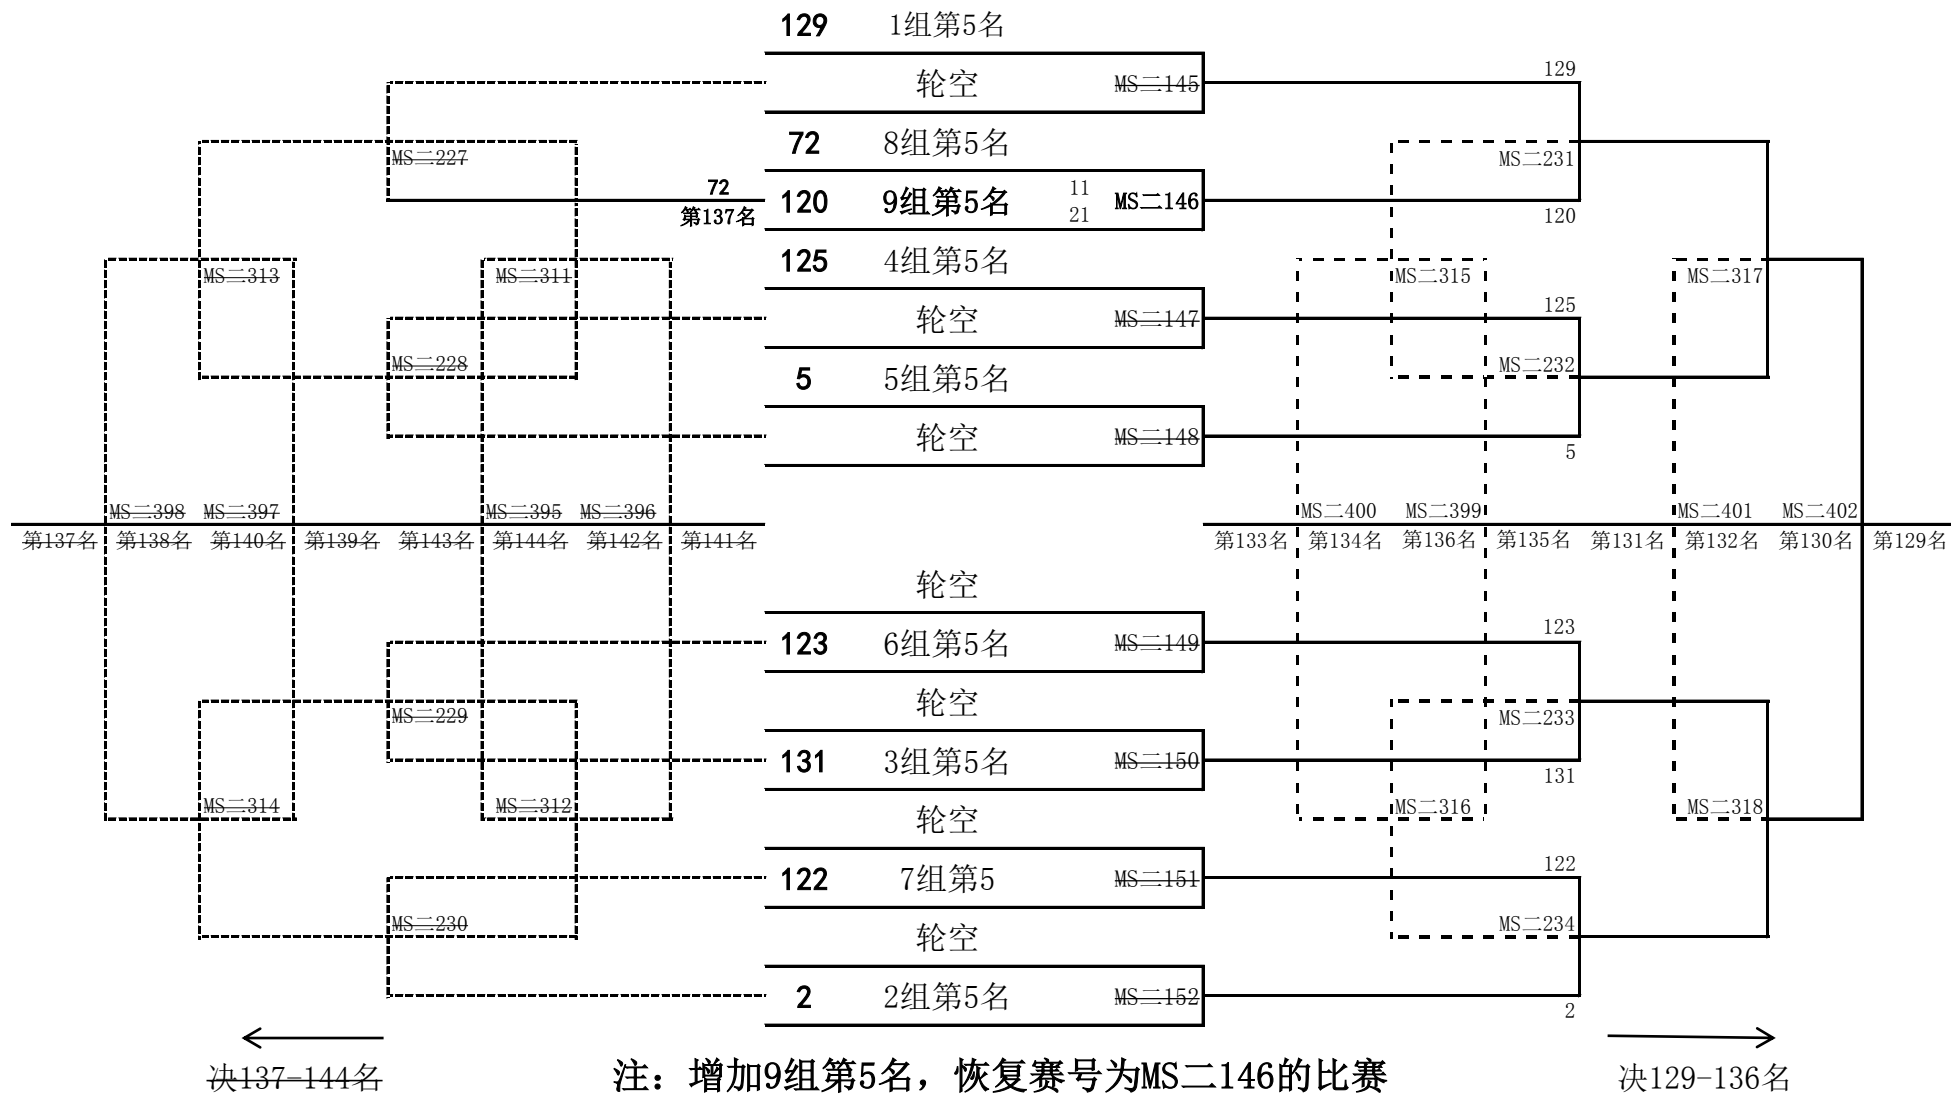 129 1组第5名
轮空 MS二145 129
72 8组第5名
MS二227 MS二231
72 120 9组第5名 11 MS二146
第137名 21 120
125 4组第5名
MS二313 MS二311 MS二315 MS二317
轮空 MS二147 125
MS二228 MS二232
5 5组第5名
轮空 MS二148 5
MS二398 MS二397 MS二395 MS二396 MS二400 MS二399 MS二401 MS二402
第137名 第138名 第140名 第139名 第143名 第144名 第142名 第141名 第133名 第134名 第136名 第135名 第131名 第132名 第130名 第129名
轮空
123 6组第5名 MS二149 123
轮空
MS二229 MS二233
131 3组第5名 MS二150 131
MS二314 MS二312 MS二316 MS二318
轮空
122 7组第5 MS二151 122
MS二230 MS二234
轮空
2 2组第5名 MS二152 2
决137-144名 注：增加9组第5名，恢复赛号为MS二146的比赛 决129-136名